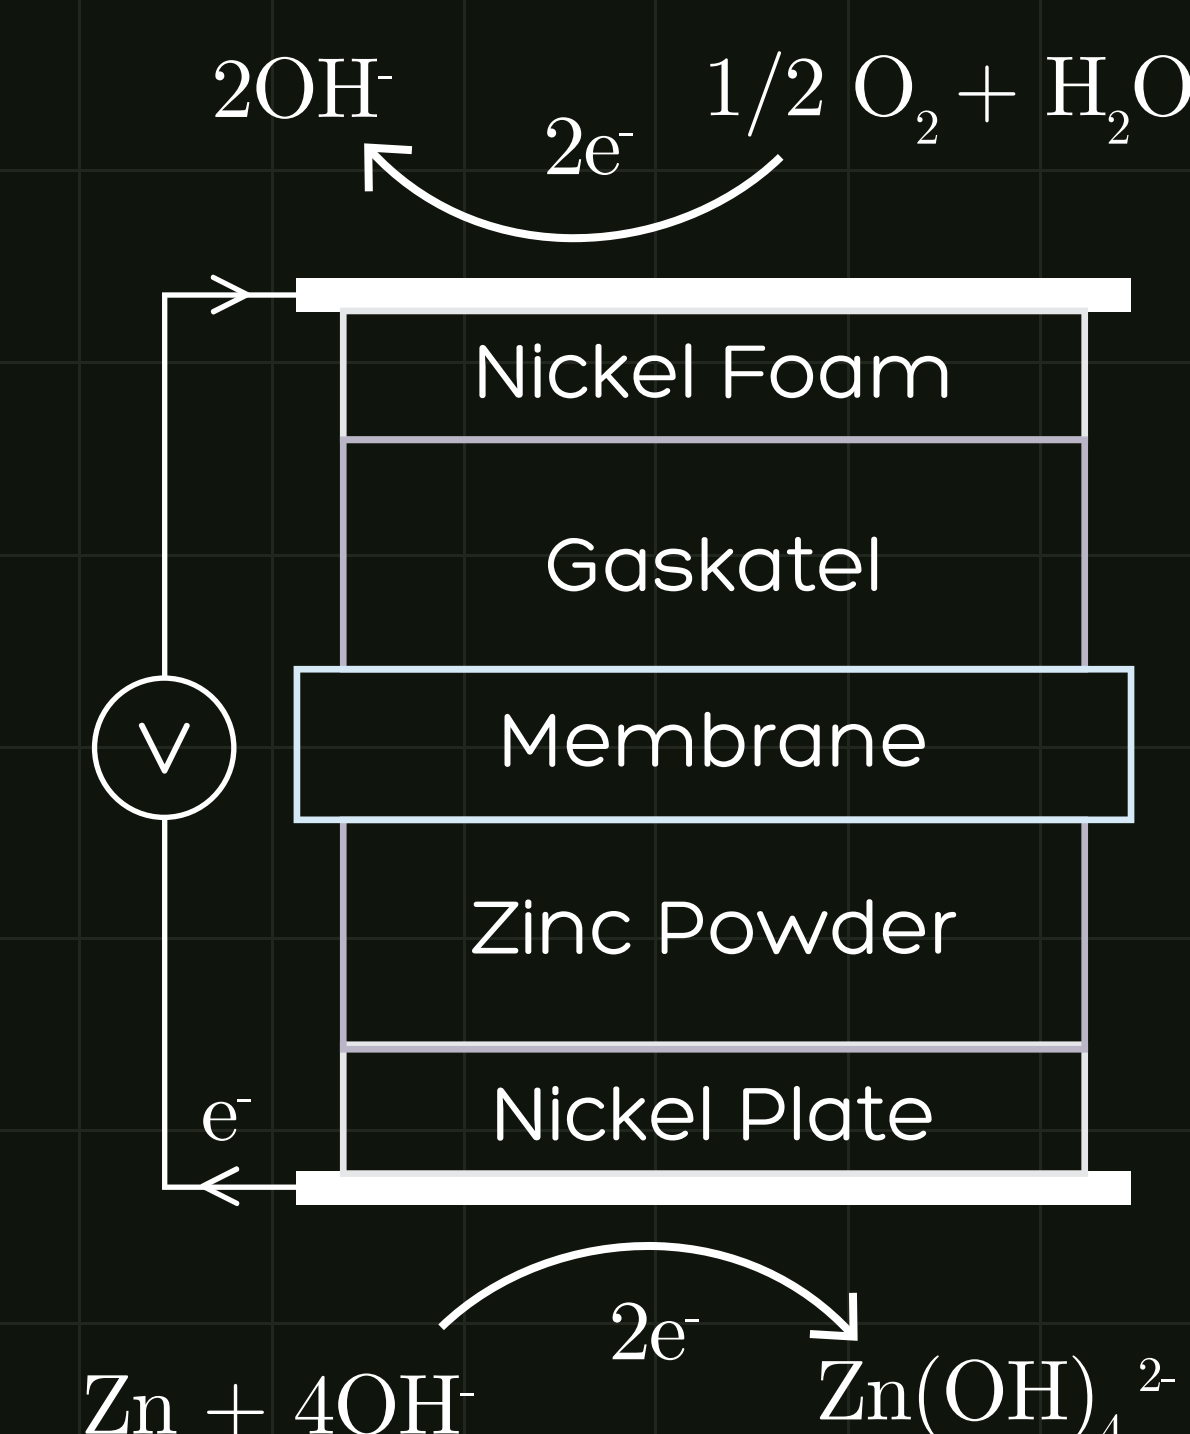 2OH⁻
2e⁻
1/2 O₂ + H₂O
Nickel Foam
Gaskatel
V
Membrane
Zinc Powder
Nickel Plate
e⁻
2e⁻
Zn + 4OH⁻
Zn(OH)₄²⁻